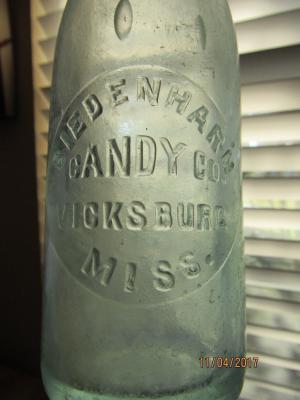 BIEDENHARN
CANDY CO.
VICKSBURG
MISS.
11/04/2017